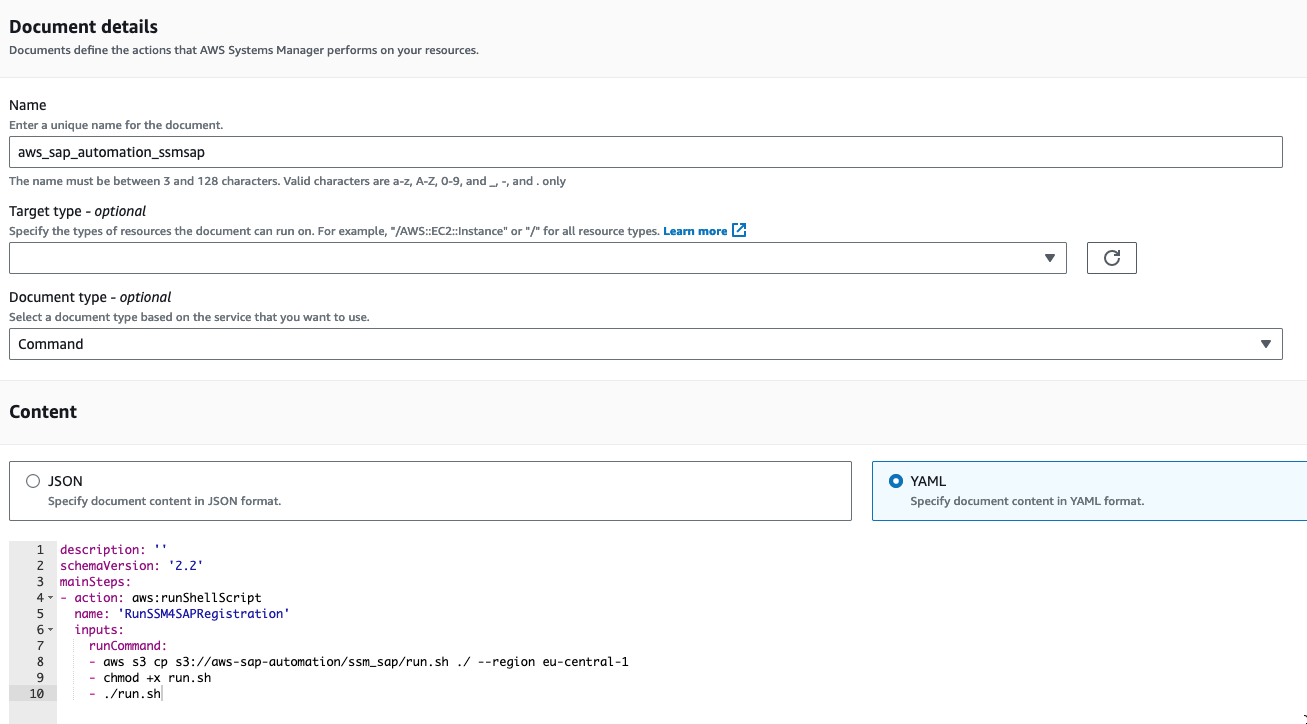 Document details
Documents define the actions that AWS Systems Manager performs on your resources.
Name
Enter a unique name for the document.
aws_sap_automation_ssmsap
The name must be between 3 and 128 characters. Valid characters are a-z, A-Z, 0-9, and _, -, and . only
Target type - optional
Specify the types of resources the document can run on. For example, "/AWS::EC2::Instance" or "/" for all resource types. Learn more
Document type - optional
Select a document type based on the service that you want to use.
Command
Content
JSON
Specify document content in JSON format.
YAML
Specify document content in YAML format.
1 description: ''
2 schemaVersion: '2.2'
3 mainSteps:
4 - action: aws:runShellScript
5 name: 'RunSSM4SAPRegistration'
6 inputs:
7 runCommand:
8 - aws s3 cp s3://aws-sap-automation/ssm_sap/run.sh ./ --region eu-central-1
9 - chmod +x run.sh
10 - ./run.sh